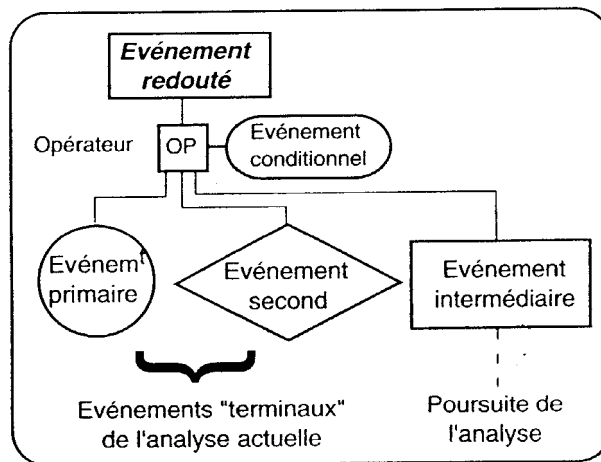 Evénement
redouté
Opérateur
OP
Evénement
conditionnel
Evénemt
primaire
Evénement
second
Evénement
intermédiaire
Evénements "terminaux"
de l'analyse actuelle
Poursuite de
l'analyse